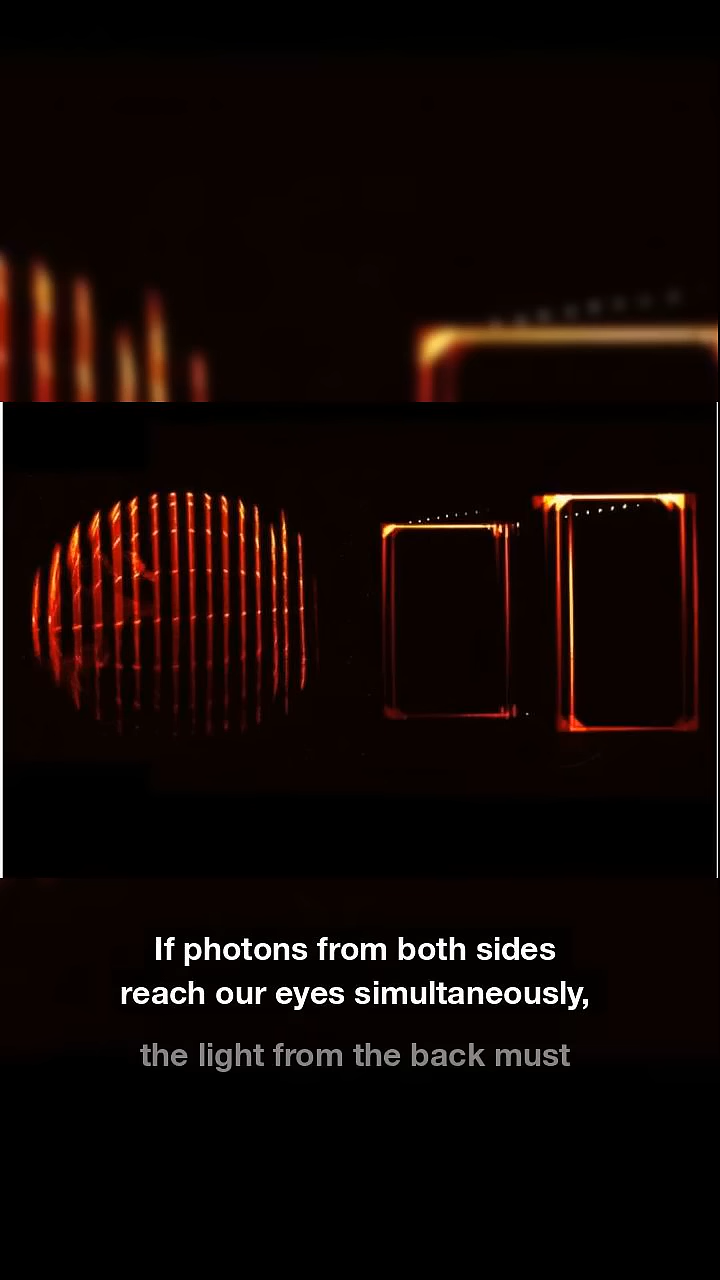 If photons from both sides
reach our eyes simultaneously,
the light from the back must